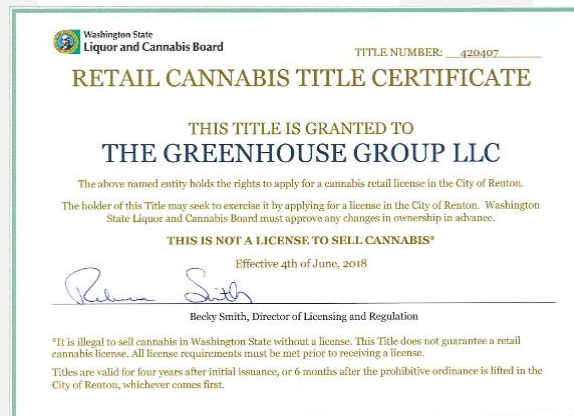 Washington State
Liquor and Cannabis Board
TITLE NUMBER: 420407
RETAIL CANNABIS TITLE CERTIFICATE
THIS TITLE IS GRANTED TO
THE GREENHOUSE GROUP LLC
The above named entity holds the rights to apply for a cannabis retail license in the City of Renton.
The holder of this Title may seek to exercise it by applying for a license in the City of Renton. Washington
State Liquor and Cannabis Board must approve any changes in ownership in advance.
THIS IS NOT A LICENSE TO SELL CANNABIS*
Effective 4th of June, 2018
Becky Smith, Director of Licensing and Regulation
*It is illegal to sell cannabis in Washington State without a license. This Title does not guarantee a retail
cannabis license. All license requirements must be met prior to receiving a license.
Titles are valid for four years after initial issuance, or 6 months after the prohibitive ordinance is lifted in the
City of Renton, whichever comes first.